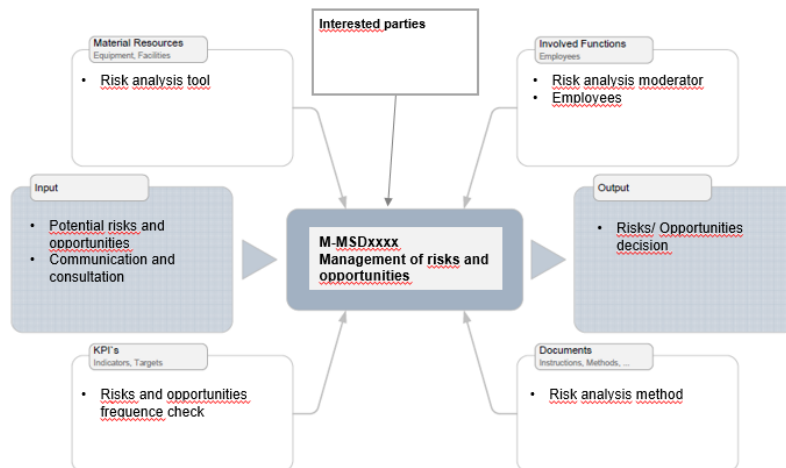 Interested parties
Material Resources
Equipment, Facilities
• Risk analysis tool
Involved Functions
Employees
• Risk analysis moderator
• Employees
Input
• Potential risks and
opportunities
• Communication and
consultation
M-MSDxxxx
Management of risks and
opportunities
Output
• Risks/ Opportunities
decision
KPI`s
Indicators, Targets
• Risks and opportunities
frequence check
Documents
Instructions, Methods, ...
• Risk analysis method